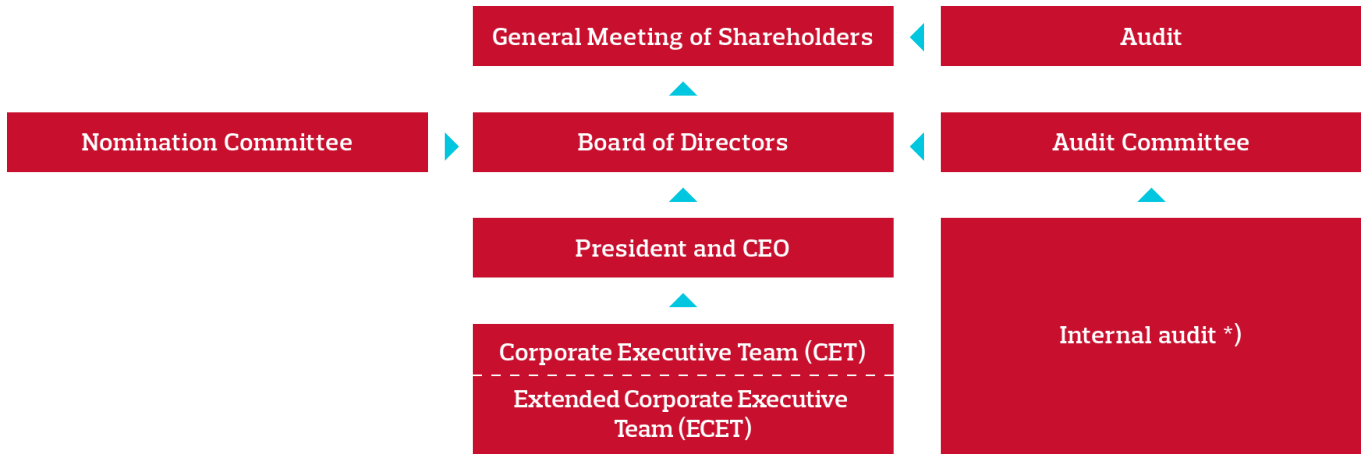 General Meeting of Shareholders
Audit
Nomination Committee
Board of Directors
Audit Committee
President and CEO
Internal audit *)
Corporate Executive Team (CET)
Extended Corporate Executive
Team (ECET)